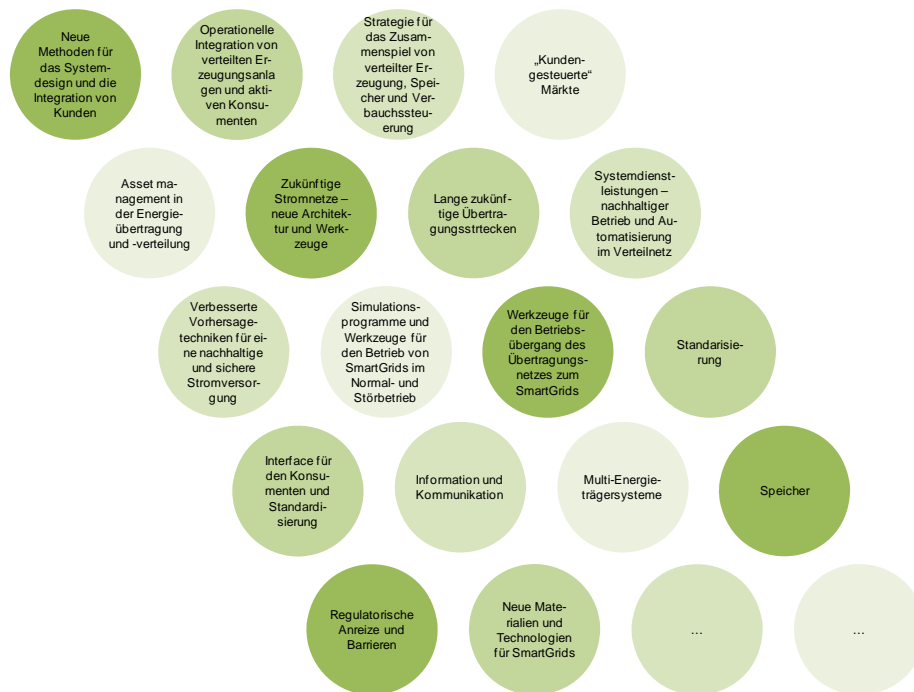 Neue
Methoden für
das System-
design und die
Integration von
Kunden
Operationelle
Integration von
verteilten Er-
zeugungsanla
gen und akti-
ven Konsu-
menten
Strategie für
das Zusam-
menspiel von
verteilter Er-
zeugung, Spei-
cher und Ver-
bauchssteu-
erung
„Kunden-
gesteuerte“
Märkte
Asset ma-
nagement in
der Energie-
übertragung
und -verteilung
Zukünftige
Stromnetze –
neue Architek-
tur und Werk-
zeuge
Lange zukünf-
tige Übertra-
gungsstrtecken
Systemdienst-
leistungen –
nachhaltiger
Betrieb und Au-
tomatisierung
im Verteilnetz
Verbesserte
Vorhersage-
techniken für ei-
ne nachhaltige
und sichere
Stromversor-
gung
Simulations-
programme und
Werkzeuge für
den Betrieb von
SmartGrids im
Normal- und
Störbetrieb
Werkzeuge für
den Betriebs-
übergang des
Übertragungs-
netzes zum
SmartGrids
Standarisie-
rung
Interface für
den Konsu-
menten und
Standardi-
sierung
Information und
Kommunikation
Multi-Energie-
trägersysteme
Speicher
Regulatorische
Anreize und
Barrieren
Neue Mate-
rialien und
Technologien
für SmartGrids
...
...